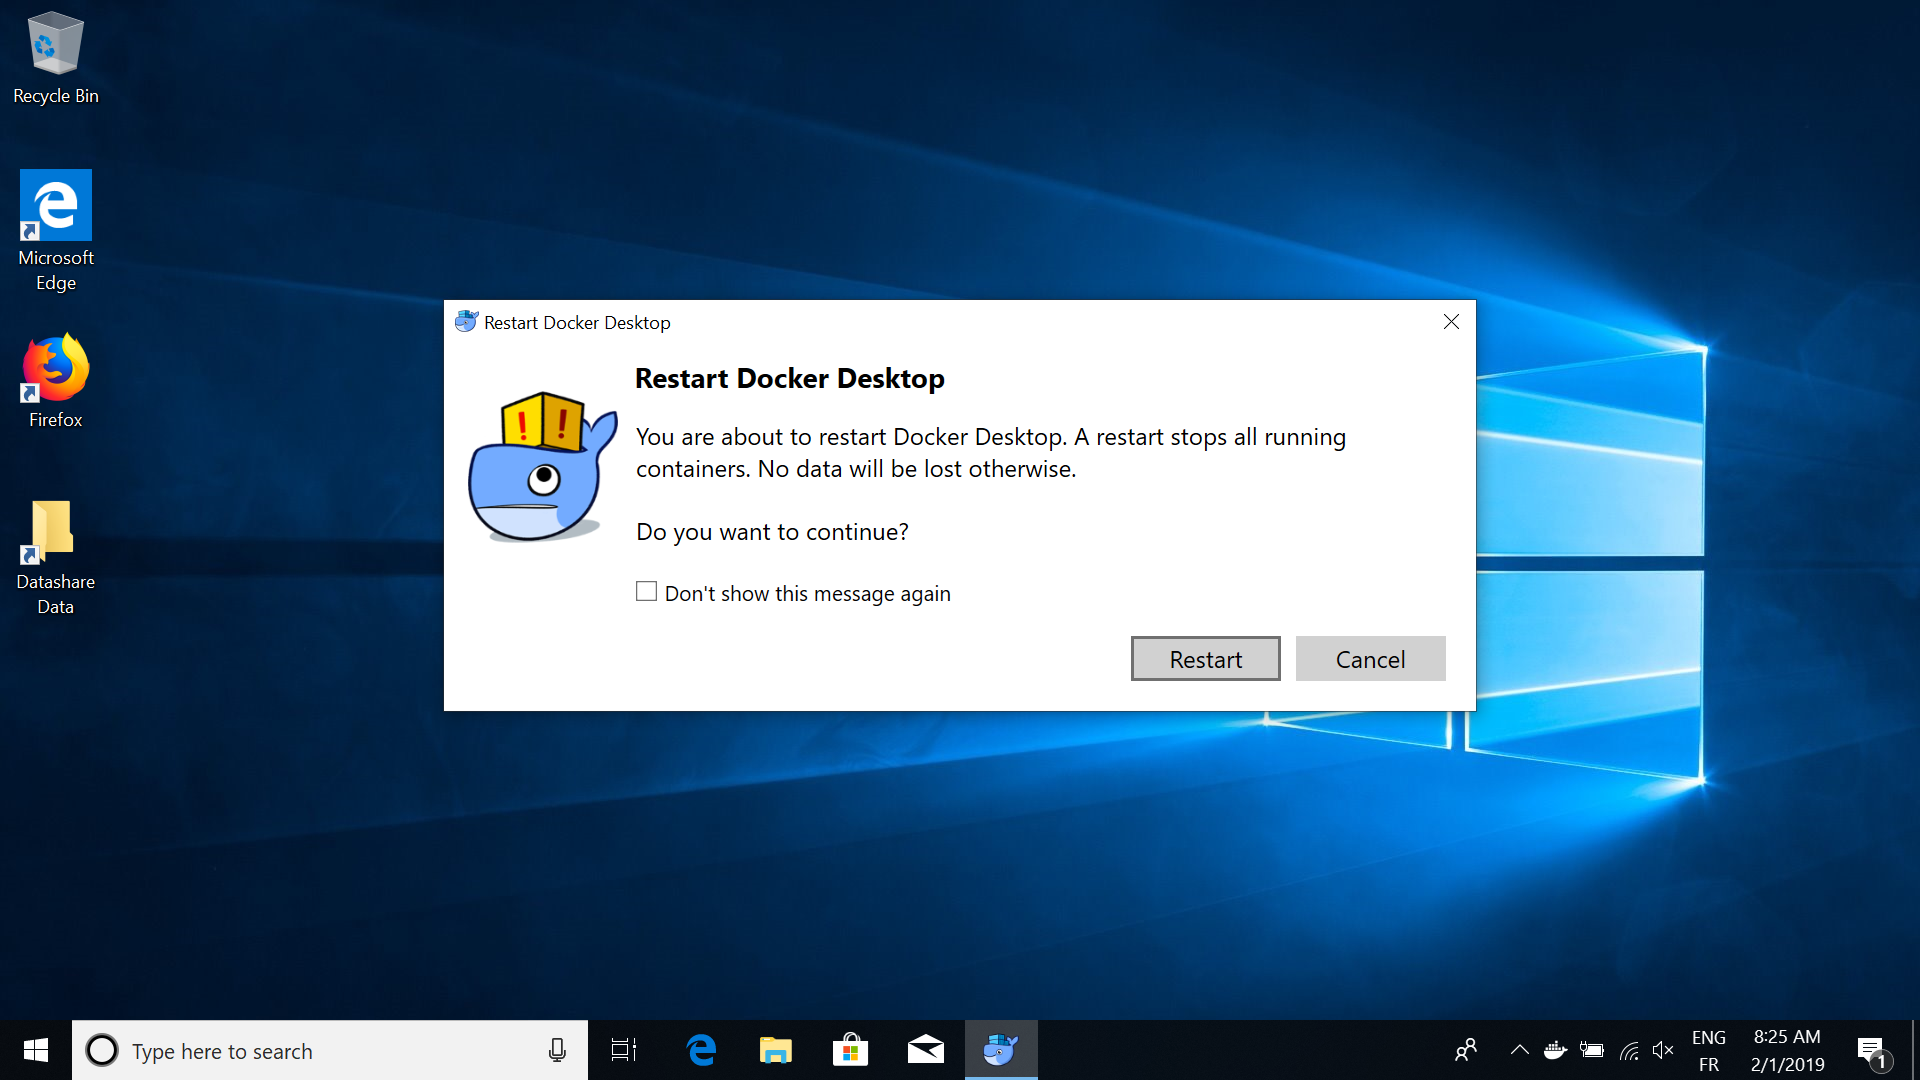 Recycle Bin
Microsoft
Edge
Firefox
Datashare
Data
Restart Docker Desktop
Restart Docker Desktop
! !
You are about to restart Docker Desktop. A restart stops all running
containers. No data will be lost otherwise.
Do you want to continue?
Don't show this message again
Restart
Cancel
Type here to search
ENG
FR
8:25 AM
2/1/2019
1